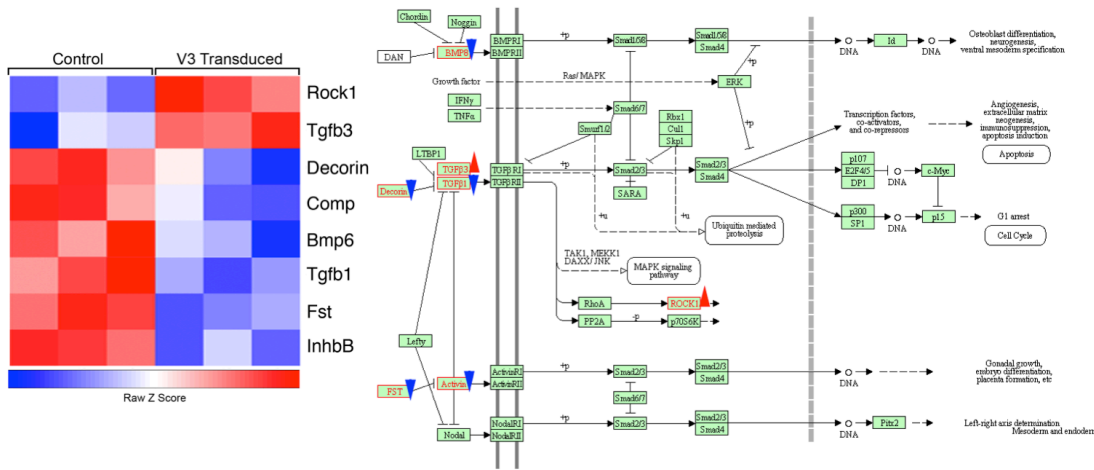 Control
V3 Transduced
Rock1
Tgfb3
Decorin
Comp
Bmp6
Tgfb1
Fst
InhbB
Raw Z Score
Chordin
Noggin
DAN
BMP8
BMPRI
BMPRII
+p
Smad1/5/8
Smad1/5/8
Smad4
DNA
Id
DNA
Osteoblast differentiation,
neurogenesis,
ventral mesoderm specification
Growth factor
Ras/MAPK
ERK
+p
+p
IFNγ
TNFα
Smad6/7
Smurf1/2
Rbx1
Cul1
Skp1
LTBP1
TGFβ3
TGFβ1
Decorin
TGFβRI
TGFβRII
+p
Smad2/3
SARA
Smad2/3
Smad4
+u
+u
Ubiquitin mediated
proteolysis
Transcription factors,
co-activators,
and co-repressors
Angiogenesis,
extracellular matrix
neogenesis,
immunosuppression,
apoptosis induction
Apoptosis
p107
E2F4/5
DP1
DNA
c-Myc
p300
SP1
DNA
p15
G1 arrest
Cell Cycle
TAK1, MEKK1
DAXX/JNK
MAPK signaling
pathway
RhoA
ROCK1
PP2A
-p
p70S6K
Lefty
FST
Activin
ActivinRI
ActivinRII
+p
Smad2/3
Smad2/3
Smad4
DNA
Gonadal growth,
embryo differentiation,
placenta formation, etc
Smad6/7
Nodal
NodalRI
NodalRII
+p
Smad2/3
Smad2/3
Smad4
DNA
Pitx2
Left-right axis determination
Mesoderm and endoderm